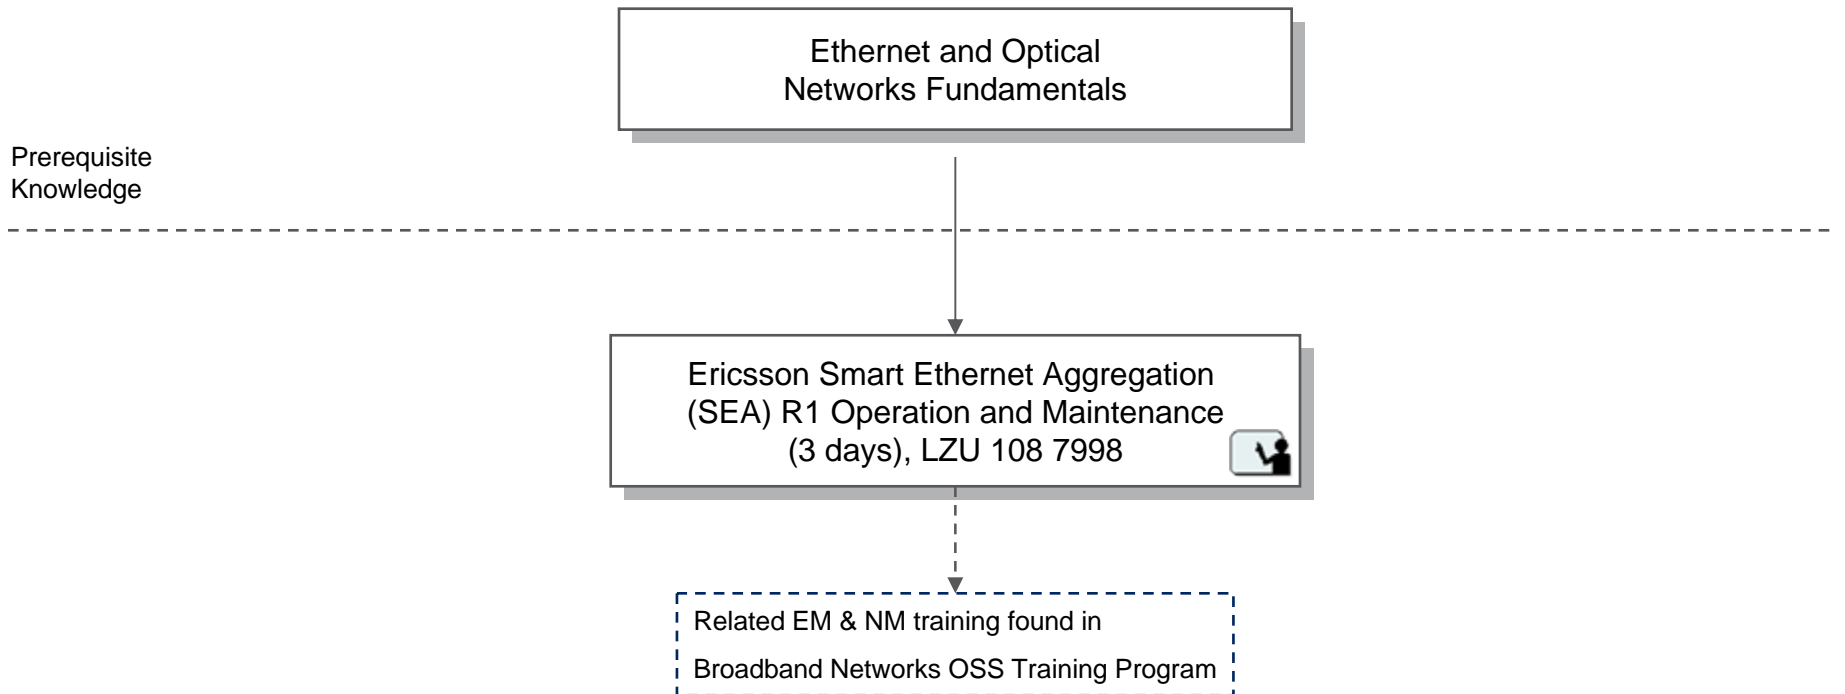 Ethernet and Optical
Networks Fundamentals
Prerequisite
Knowledge
Ericsson Smart Ethernet Aggregation
(SEA) R1 Operation and Maintenance
(3 days), LZU 108 7998
Related EM & NM training found in
Broadband Networks OSS Training Program